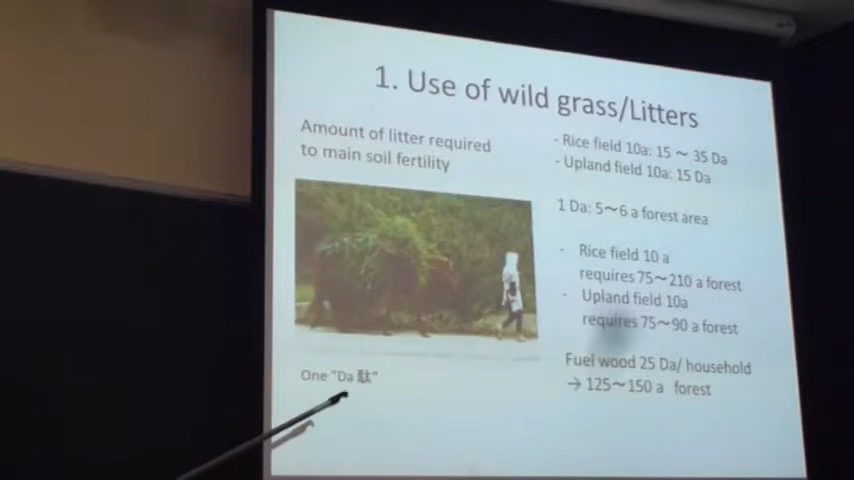 1. Use of wild grass/Litters
Amount of litter required
to main soil fertility
One "Da 駄"
- Rice field 10a: 15 ～ 35 Da
- Upland field 10a: 15 Da
1 Da: 5～6 a forest area
- Rice field 10 a
requires 75～210 a forest
- Upland field 10a
requires 75～90 a forest
Fuel wood 25 Da/ household
→ 125～150 a forest